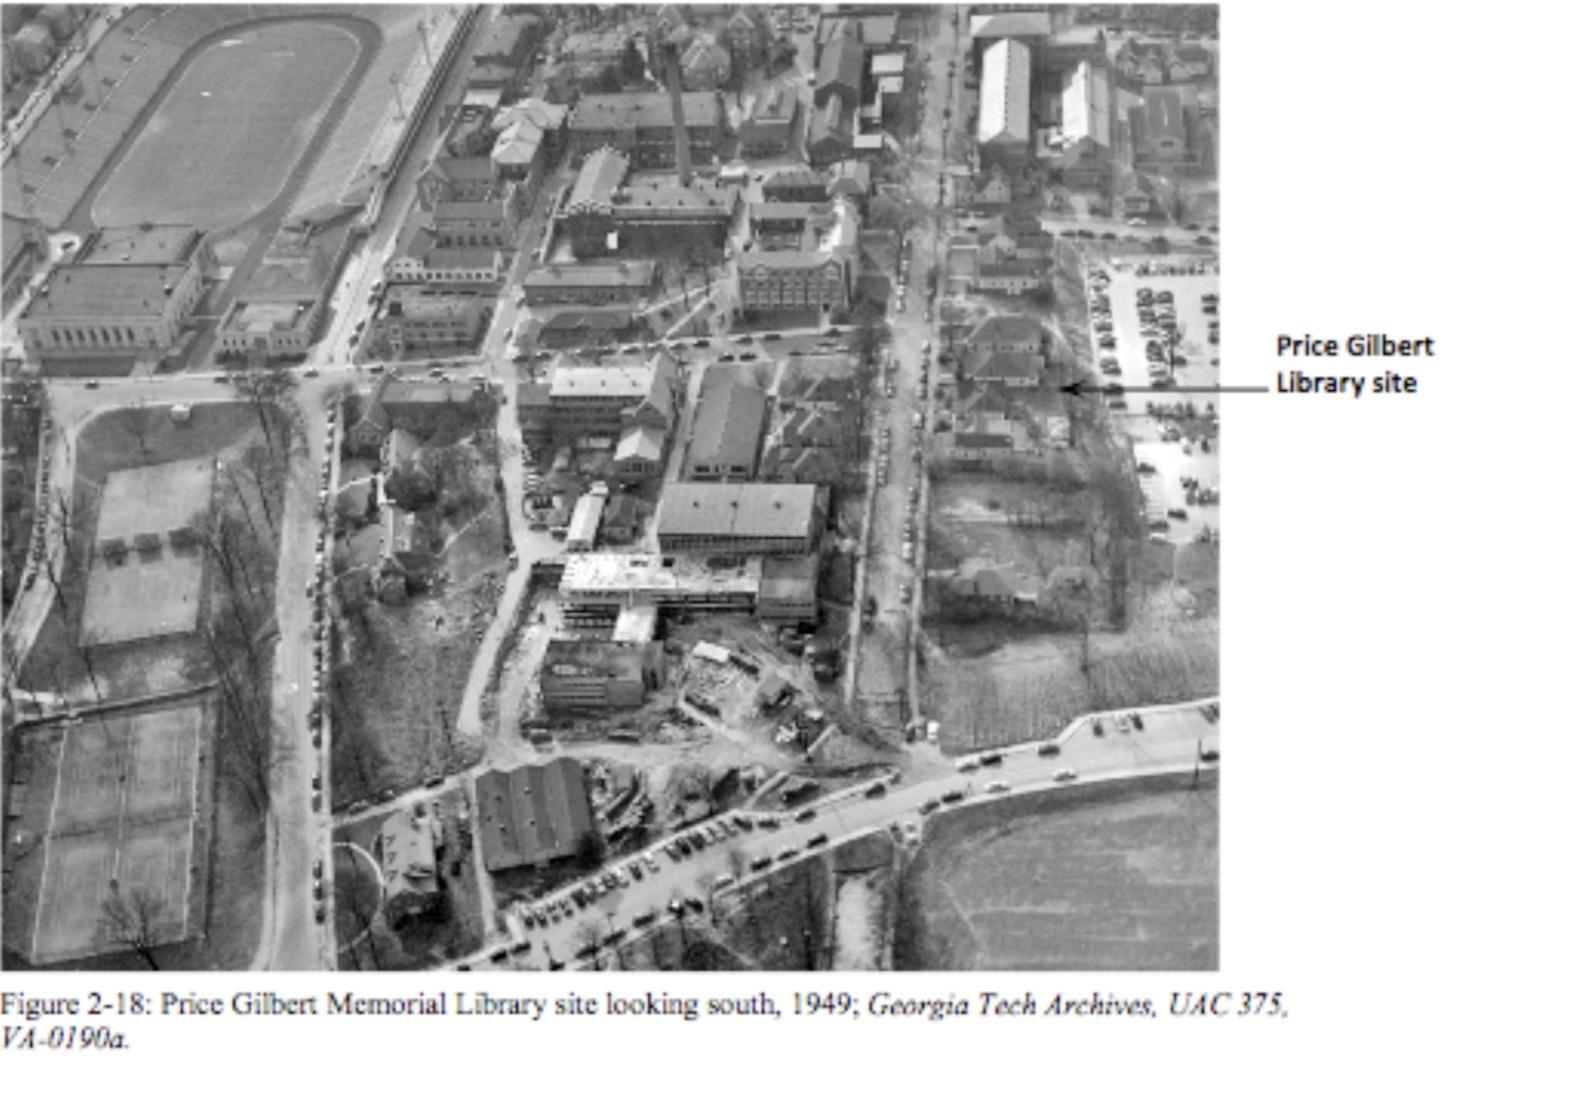 Price Gilbert
Library site
Figure 2-18: Price Gilbert Memorial Library site looking south, 1949; Georgia Tech Archives, UAC 375,
VA-0190a.